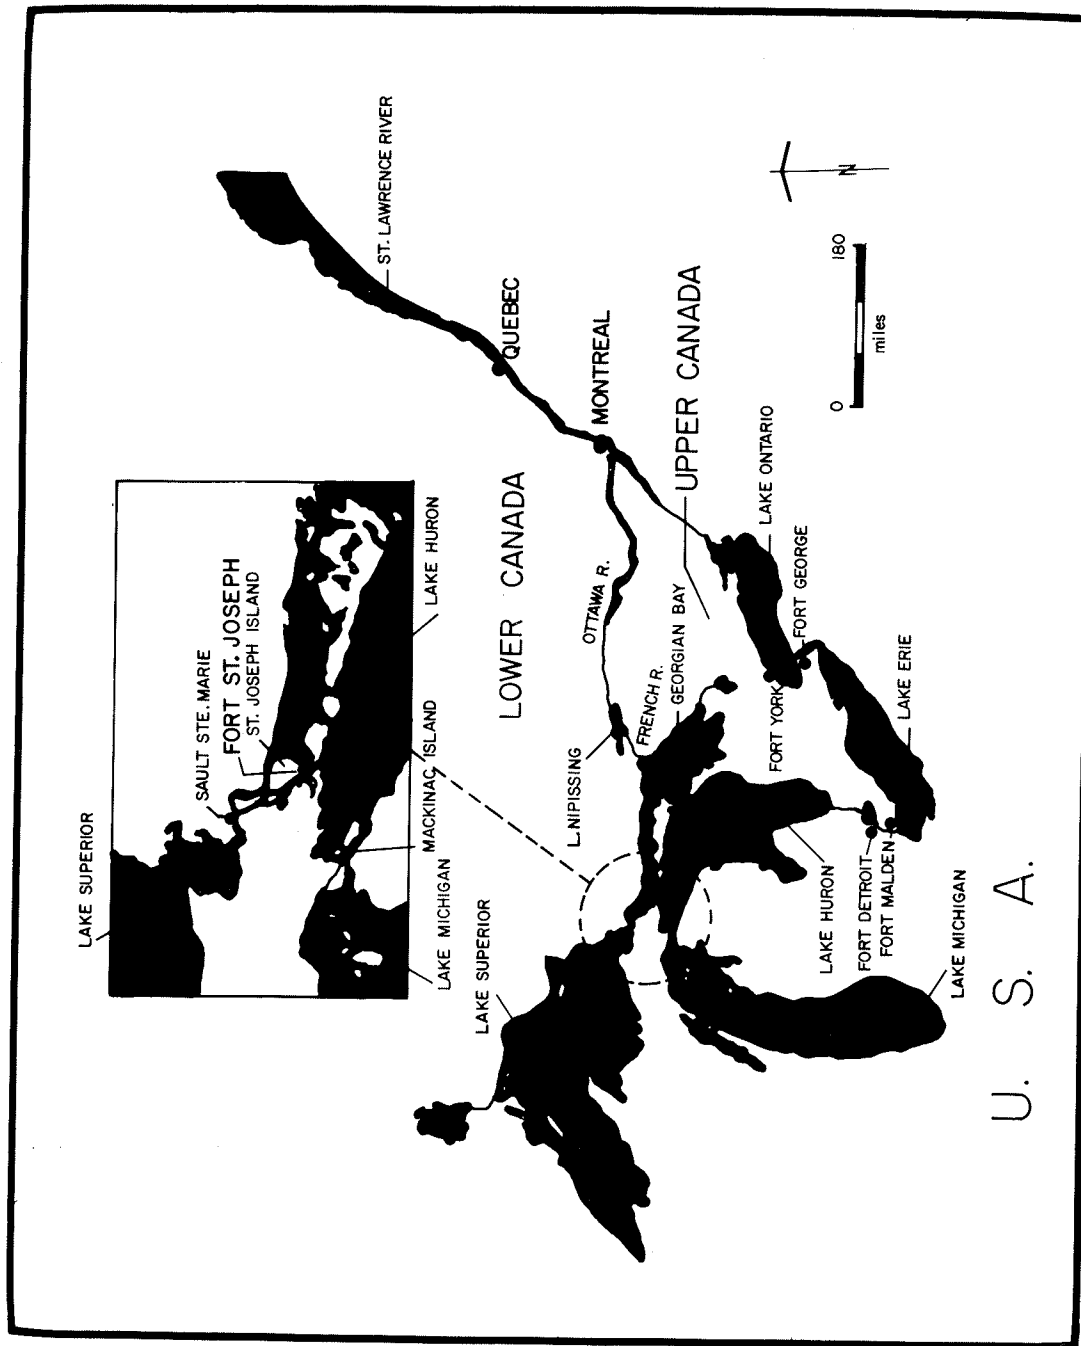 LAKE SUPERIOR
SAULT STE. MARIE
FORT ST. JOSEPH
ST. JOSEPH ISLAND
LAKE MICHIGAN
MACKINAC ISLAND
LAKE HURON
ST. LAWRENCE RIVER
QUEBEC
LAKE SUPERIOR
LOWER CANADA
MONTREAL
L. NIPISSING
OTTAWA R.
FRENCH R.
GEORGIAN BAY
UPPER CANADA
LAKE ONTARIO
FORT YORK
FORT GEORGE
LAKE HURON
FORT DETROIT
FORT MALDEN
LAKE ERIE
LAKE MICHIGAN
U. S. A.
N
0 180
miles